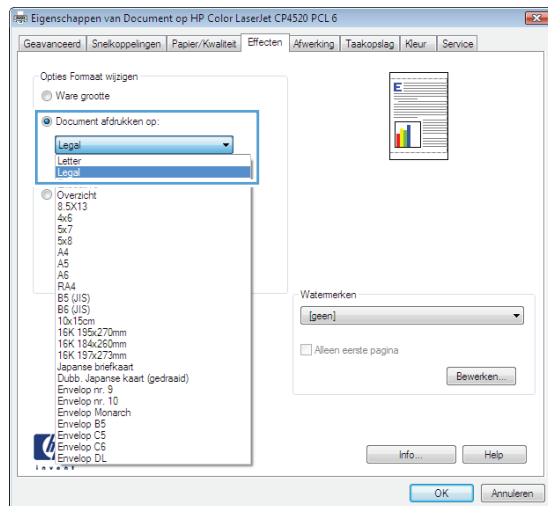 Eigenschappen van Document op HP Color LaserJet CP4520 PCL 6
Geavanceerd Snelkoppelingen Papier/Kwaliteit Effecten Afwerking Taakopslag Kleur Service
Opties Formaat wijzigen
Ware grootte
Document afdrukken op:
Legal
Letter
Legal
Overzicht
8.5X13
4x6
5x7
5x8
A4
A5
A6
RA4
B5 (JIS)
B6 (JIS)
10x15cm
16K 195x270mm
16K 184x260mm
16K 197x273mm
Japanse briefkaart
Dubb. Japanse kaart (gedraaid)
Envelop nr. 9
Envelop nr. 10
Envelop Monarch
Envelop B5
Envelop C5
Envelop C6
Envelop DL
E
Watermerken
[geen]
Alleen eerste pagina
Bewerken...
invent
Info... Help
OK Annuleren